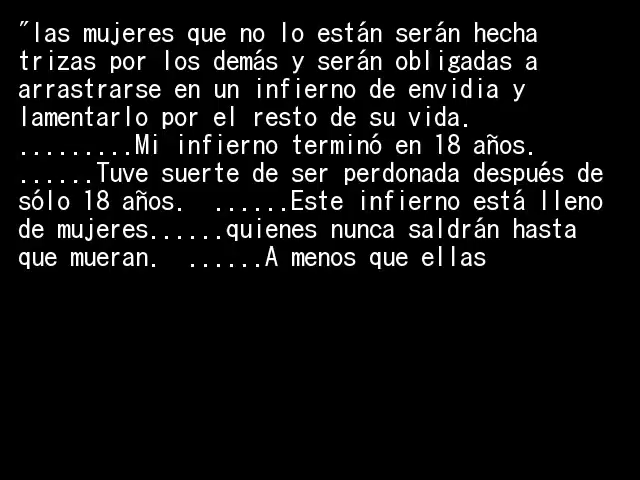 "las mujeres que no lo están serán hecha
trizas por los demás y serán obligadas a
arrastrarse en un infierno de envidia y
lamentarlo por el resto de su vida.
.........Mi infierno terminó en 18 años.
......Tuve suerte de ser perdonada después de
sólo 18 años.  ......Este infierno está lleno
de mujeres......quienes nunca saldrán hasta
que mueran.  ......A menos que ellas